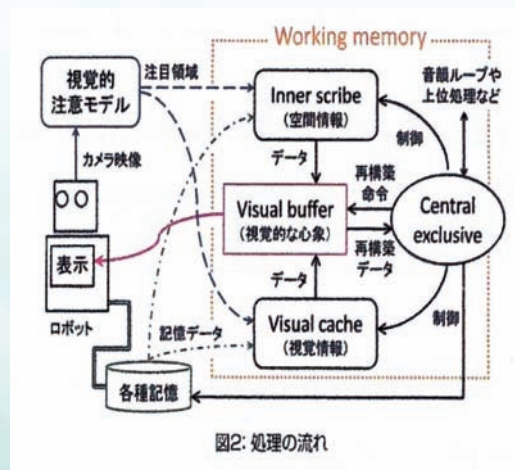 Working memory
視覚的
注意モデル
注目領域
Inner scribe
(空間情報)
音韻ループや
上位処理など
カメラ映像
データ
制御
再構築
命令
Visual buffer
(視覚的な心象)
Central
exclusive
再構築
データ
表示
データ
ロボット
記憶データ
Visual cache
(視覚情報)
制御
各種記憶
図2: 処理の流れ